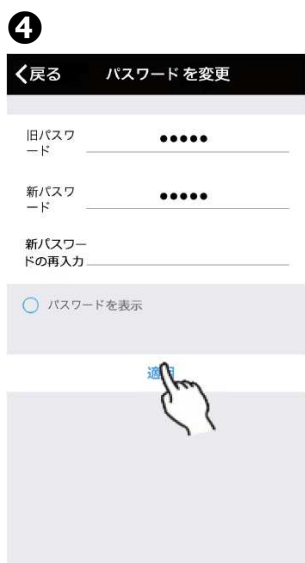 ❹
戻る パスワードを変更
旧パスワ
ード •••••
新パスワ
ード •••••
新パスワー
ドの再入力
パスワードを表示
適用